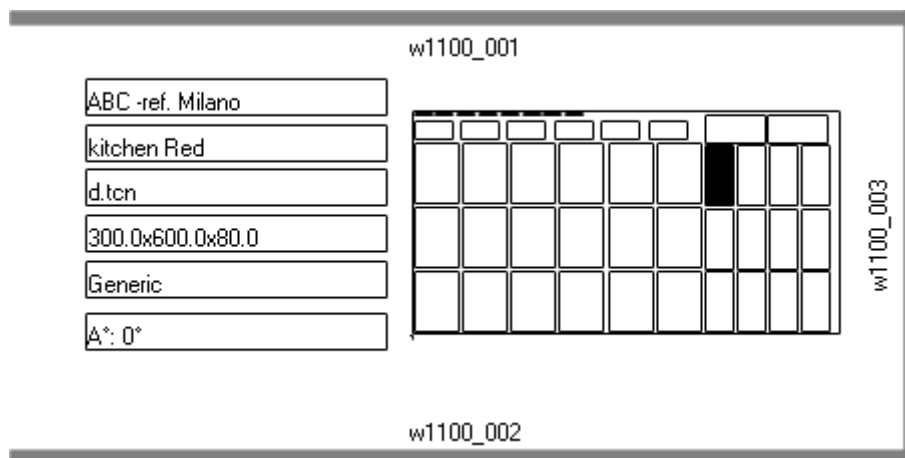 w1100_001
ABC -ref. Milano
kitchen Red
d.tcn
300.0x600.0x80.0
Generic
A°: 0°
w1100_003
w1100_002